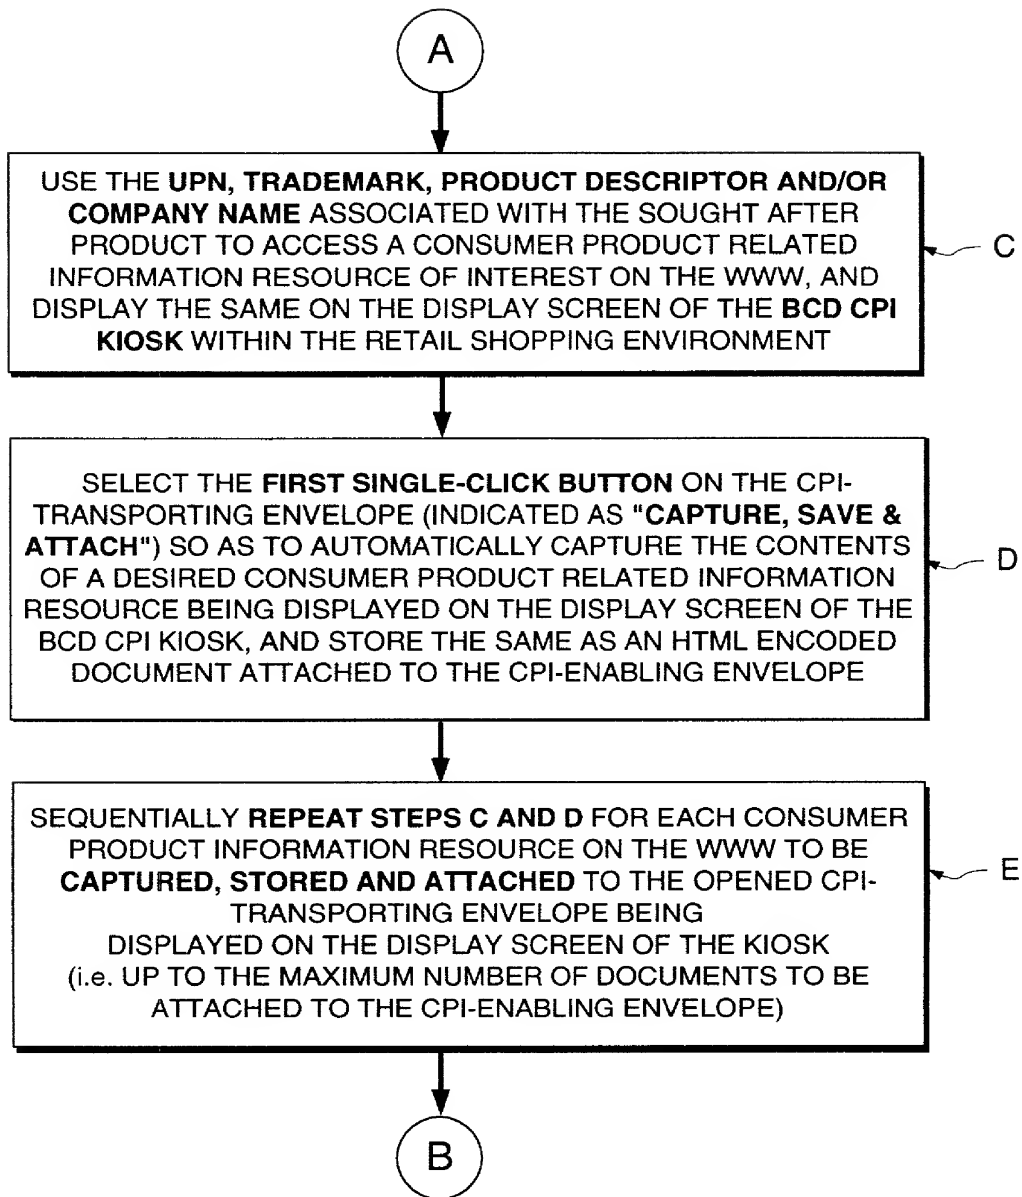 A
USE THE UPN, TRADEMARK, PRODUCT DESCRIPTOR AND/OR
COMPANY NAME ASSOCIATED WITH THE SOUGHT AFTER
PRODUCT TO ACCESS A CONSUMER PRODUCT RELATED
INFORMATION RESOURCE OF INTEREST ON THE WWW, AND
DISPLAY THE SAME ON THE DISPLAY SCREEN OF THE BCD CPI
KIOSK WITHIN THE RETAIL SHOPPING ENVIRONMENT
C
SELECT THE FIRST SINGLE-CLICK BUTTON ON THE CPI-
TRANSPORTING ENVELOPE (INDICATED AS "CAPTURE, SAVE &
ATTACH") SO AS TO AUTOMATICALLY CAPTURE THE CONTENTS
OF A DESIRED CONSUMER PRODUCT RELATED INFORMATION
RESOURCE BEING DISPLAYED ON THE DISPLAY SCREEN OF THE
BCD CPI KIOSK, AND STORE THE SAME AS AN HTML ENCODED
DOCUMENT ATTACHED TO THE CPI-ENABLING ENVELOPE
D
SEQUENTIALLY REPEAT STEPS C AND D FOR EACH CONSUMER
PRODUCT INFORMATION RESOURCE ON THE WWW TO BE
CAPTURED, STORED AND ATTACHED TO THE OPENED CPI-
TRANSPORTING ENVELOPE BEING
DISPLAYED ON THE DISPLAY SCREEN OF THE KIOSK
(i.e. UP TO THE MAXIMUM NUMBER OF DOCUMENTS TO BE
ATTACHED TO THE CPI-ENABLING ENVELOPE)
E
B